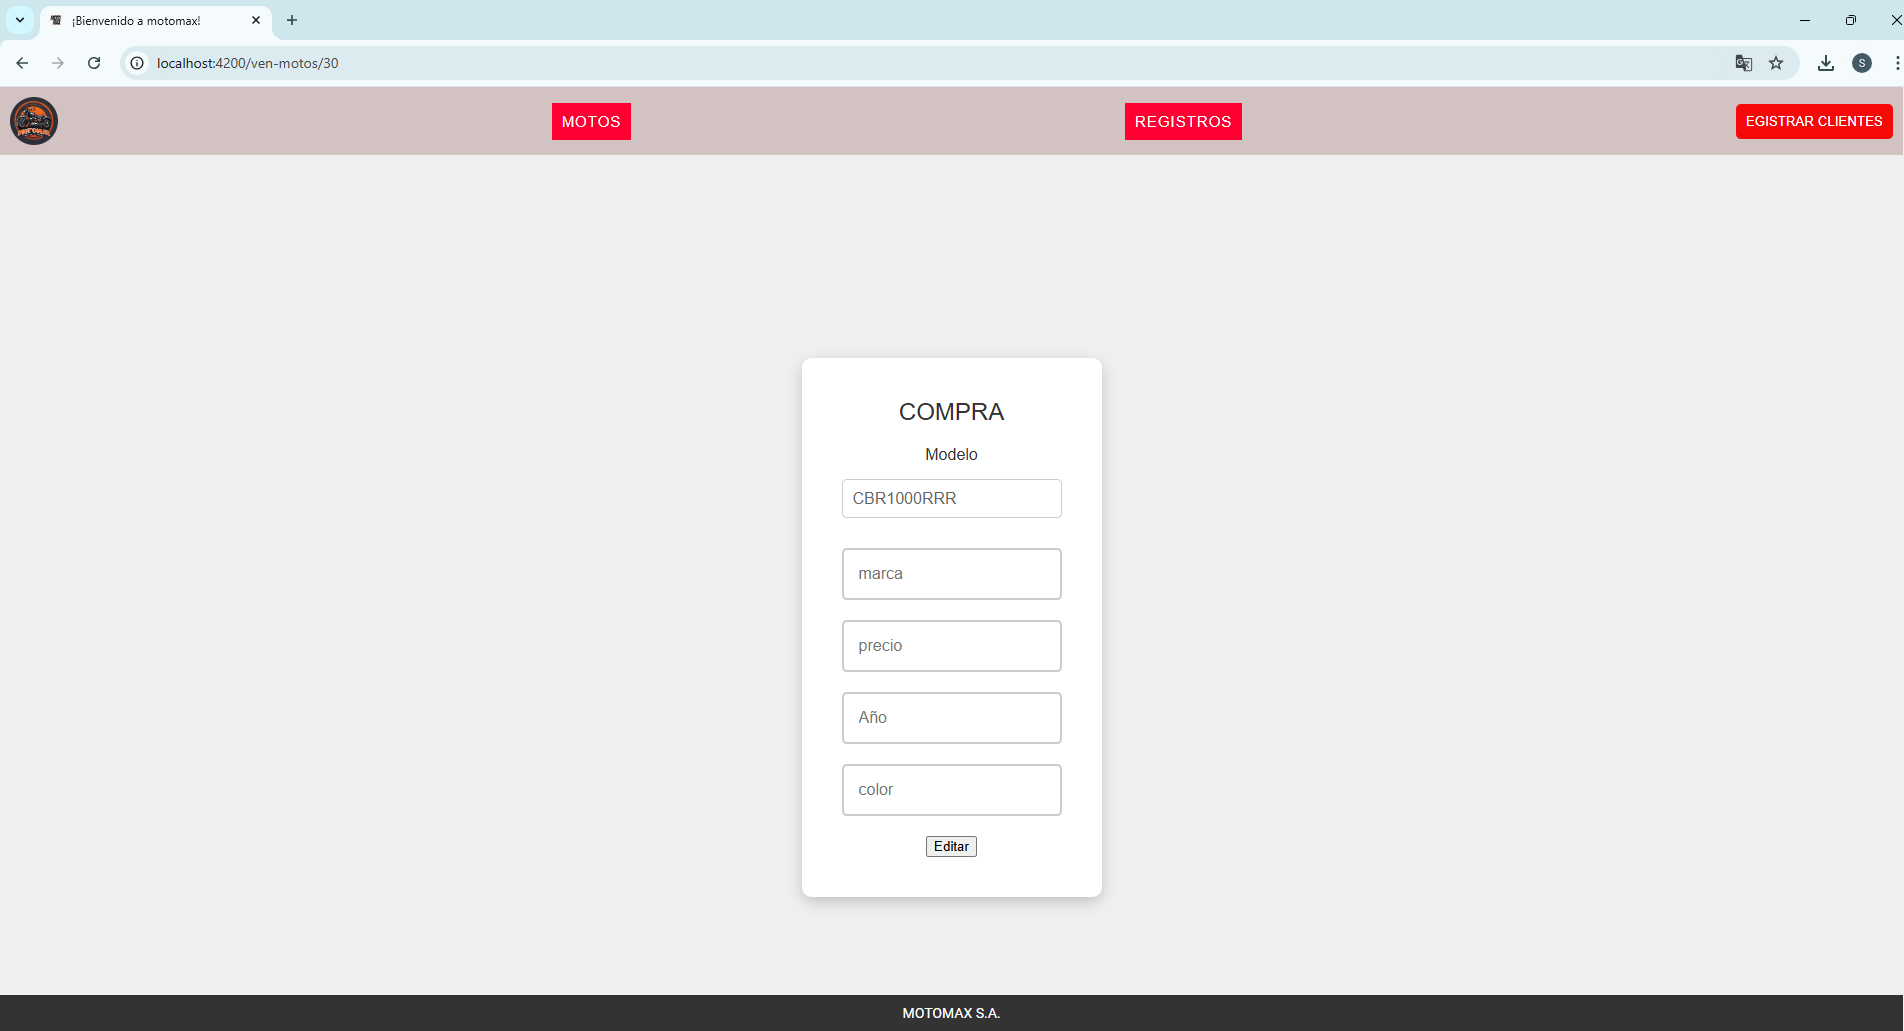 ¡Bienvenido a motomax!
localhost:4200/ven-motos/30
S
MOTOS
REGISTROS
EGISTRAR CLIENTES
COMPRA
Modelo
CBR1000RRR
marca
precio
Año
color
Editar
MOTOMAX S.A.